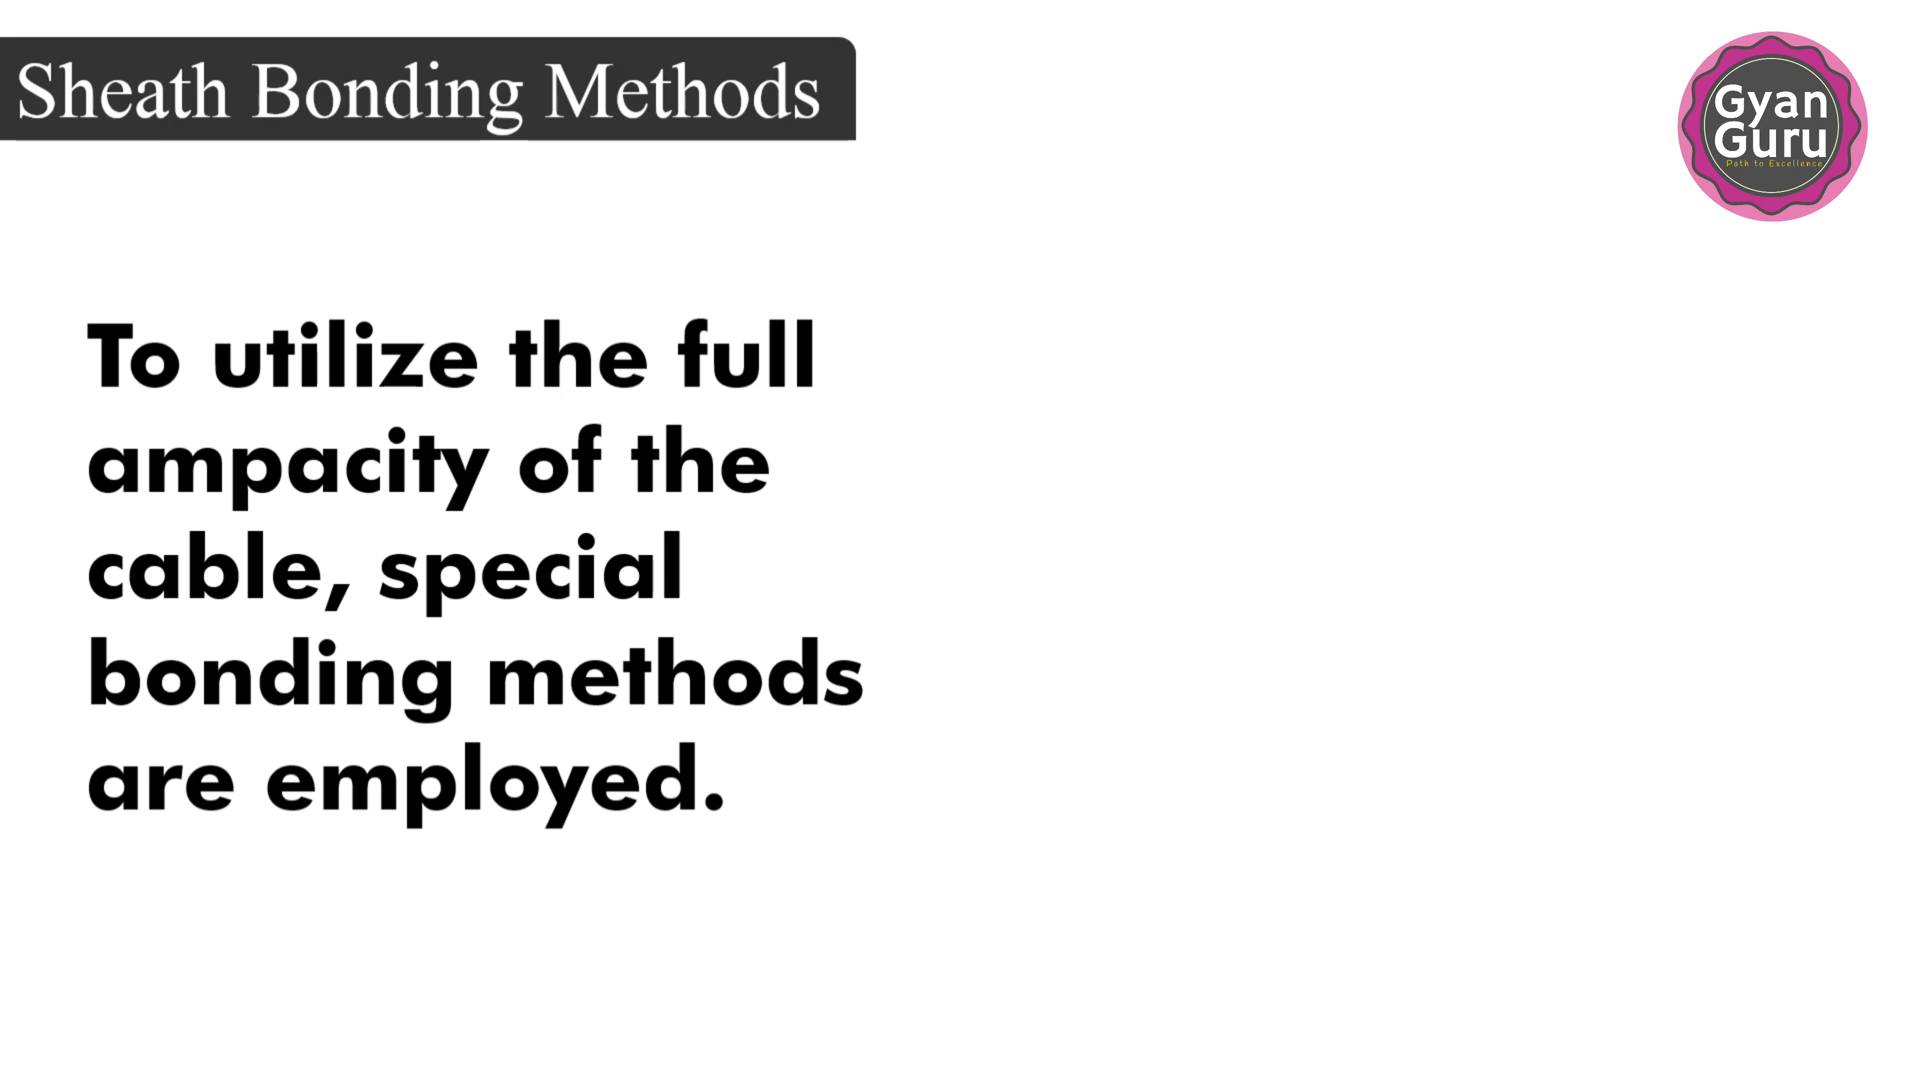 Sheath Bonding Methods
Gyan
Guru
Path to Excellence
To utilize the full
ampacity of the
cable, special
bonding methods
are employed.